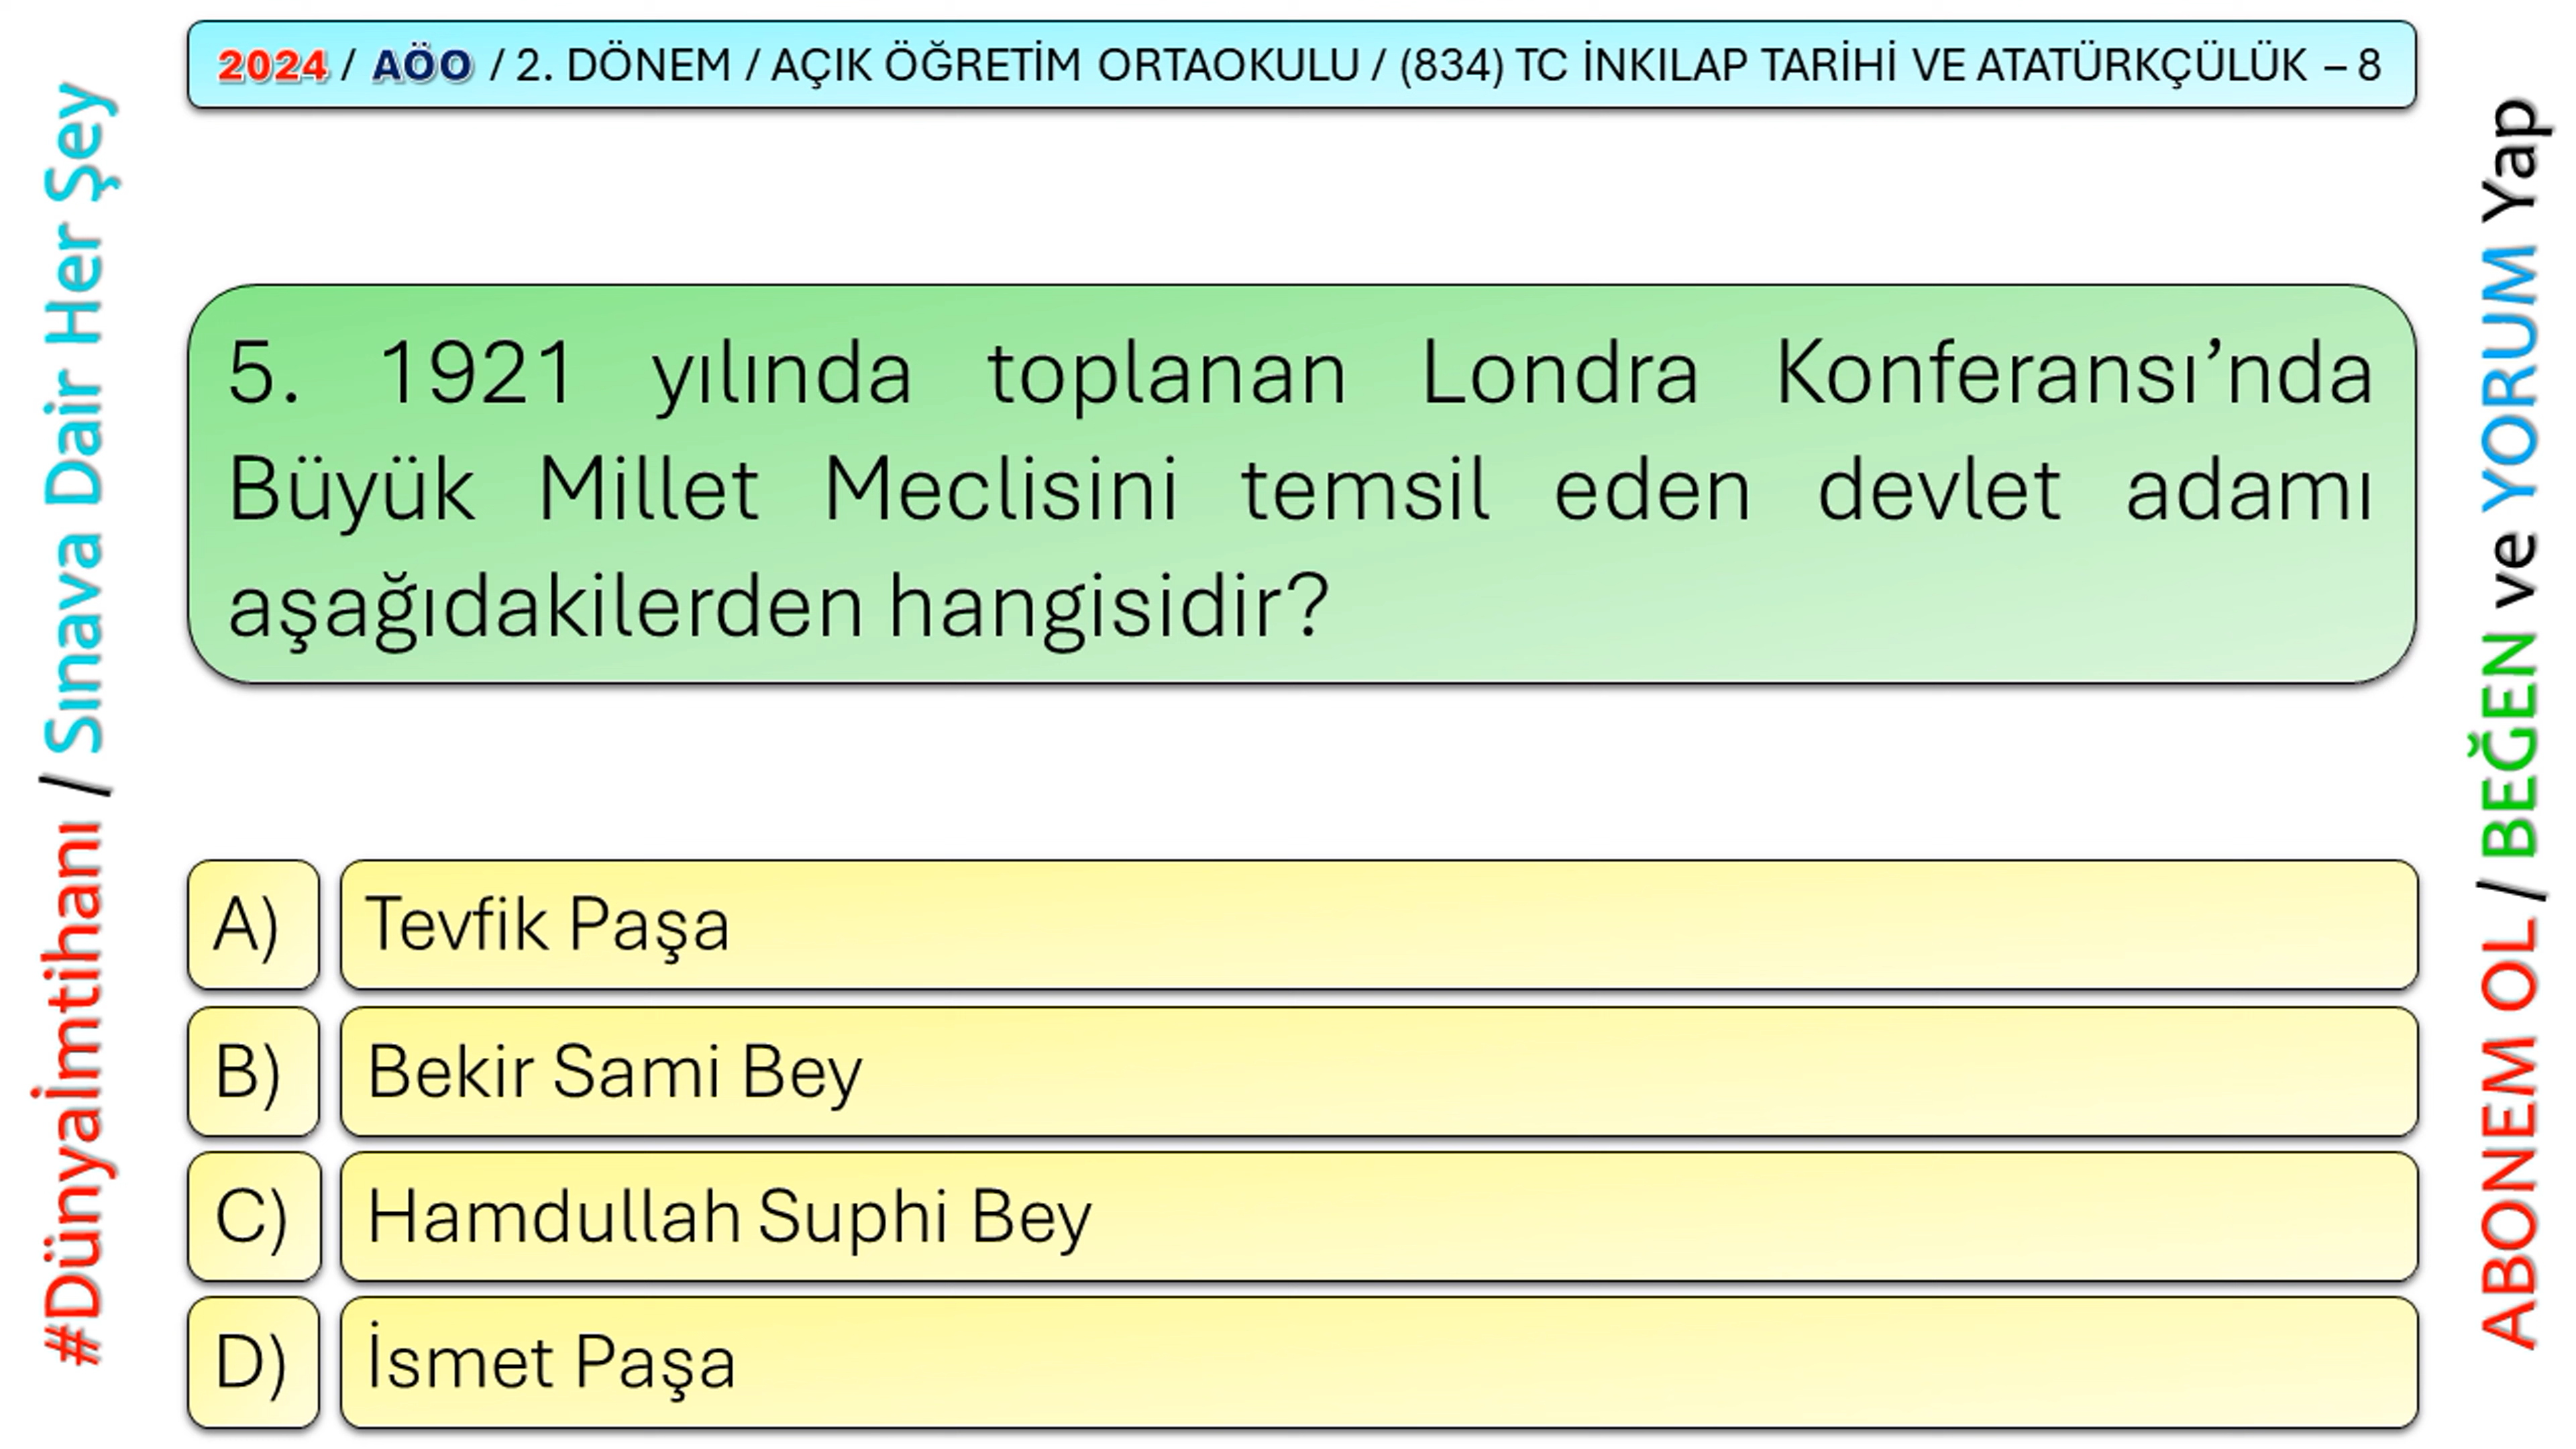 2024 / AÖO / 2. DÖNEM / AÇIK ÖĞRETİM ORTAOKULU / (834) TC İNKILAP TARİHİ VE ATATÜRKÇÜLÜK – 8
#Dünyaİmtihanı / Sınava Dair Her Şey
5. 1921 yılında toplanan Londra Konferansı’nda
Büyük Millet Meclisini temsil eden devlet adamı
aşağıdakilerden hangisidir?
A) Tevfik Paşa
B) Bekir Sami Bey
C) Hamdullah Suphi Bey
D) İsmet Paşa
ABONEM OL / BEĞEN ve YORUM Yap